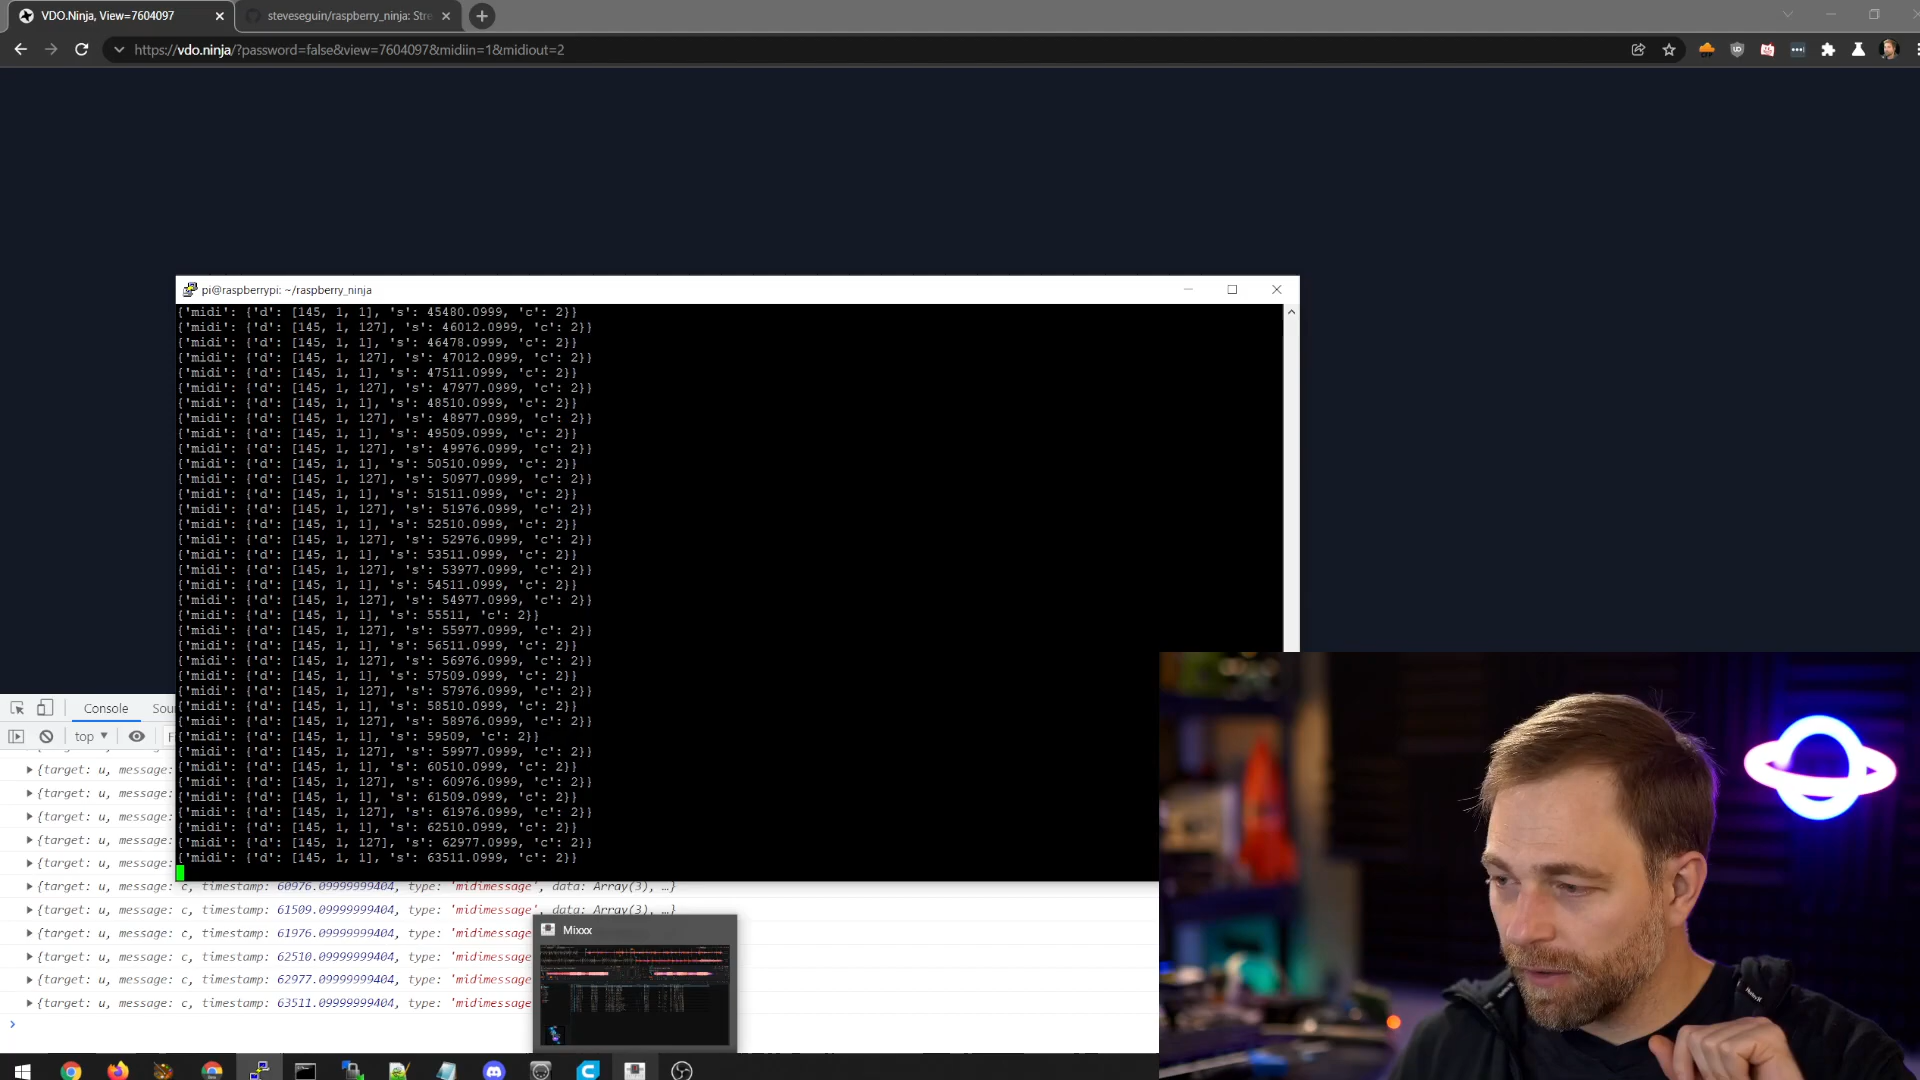 VDO.Ninja, View=7604097
steveseguin/raspberry_ninja: Stre
https://vdo.ninja/?password=false&view=7604097&midiin=1&midiout=2
pi@raspberrypi: ~/raspberry_ninja
{'midi': {'d': [145, 1, 1], 's': 45480.0999, 'c': 2}}
{'midi': {'d': [145, 1, 127], 's': 46012.0999, 'c': 2}}
{'midi': {'d': [145, 1, 1], 's': 46478.0999, 'c': 2}}
{'midi': {'d': [145, 1, 127], 's': 47012.0999, 'c': 2}}
{'midi': {'d': [145, 1, 1], 's': 47511.0999, 'c': 2}}
{'midi': {'d': [145, 1, 127], 's': 47977.0999, 'c': 2}}
{'midi': {'d': [145, 1, 1], 's': 48510.0999, 'c': 2}}
{'midi': {'d': [145, 1, 127], 's': 48977.0999, 'c': 2}}
{'midi': {'d': [145, 1, 1], 's': 49509.0999, 'c': 2}}
{'midi': {'d': [145, 1, 127], 's': 49976.0999, 'c': 2}}
{'midi': {'d': [145, 1, 1], 's': 50510.0999, 'c': 2}}
{'midi': {'d': [145, 1, 127], 's': 50977.0999, 'c': 2}}
{'midi': {'d': [145, 1, 1], 's': 51511.0999, 'c': 2}}
{'midi': {'d': [145, 1, 127], 's': 51976.0999, 'c': 2}}
{'midi': {'d': [145, 1, 1], 's': 52510.0999, 'c': 2}}
{'midi': {'d': [145, 1, 127], 's': 52976.0999, 'c': 2}}
{'midi': {'d': [145, 1, 1], 's': 53511.0999, 'c': 2}}
{'midi': {'d': [145, 1, 127], 's': 53977.0999, 'c': 2}}
{'midi': {'d': [145, 1, 1], 's': 54511.0999, 'c': 2}}
{'midi': {'d': [145, 1, 127], 's': 54977.0999, 'c': 2}}
{'midi': {'d': [145, 1, 1], 's': 55511, 'c': 2}}
{'midi': {'d': [145, 1, 127], 's': 55977.0999, 'c': 2}}
{'midi': {'d': [145, 1, 1], 's': 56511.0999, 'c': 2}}
{'midi': {'d': [145, 1, 127], 's': 56976.0999, 'c': 2}}
{'midi': {'d': [145, 1, 1], 's': 57509.0999, 'c': 2}}
{'midi': {'d': [145, 1, 127], 's': 57976.0999, 'c': 2}}
{'midi': {'d': [145, 1, 1], 's': 58510.0999, 'c': 2}}
{'midi': {'d': [145, 1, 127], 's': 58976.0999, 'c': 2}}
{'midi': {'d': [145, 1, 1], 's': 59509, 'c': 2}}
{'midi': {'d': [145, 1, 127], 's': 59977.0999, 'c': 2}}
{'midi': {'d': [145, 1, 1], 's': 60510.0999, 'c': 2}}
{'midi': {'d': [145, 1, 127], 's': 60976.0999, 'c': 2}}
{'midi': {'d': [145, 1, 1], 's': 61509.0999, 'c': 2}}
{'midi': {'d': [145, 1, 127], 's': 61976.0999, 'c': 2}}
{'midi': {'d': [145, 1, 1], 's': 62510.0999, 'c': 2}}
{'midi': {'d': [145, 1, 127], 's': 62977.0999, 'c': 2}}
{'midi': {'d': [145, 1, 1], 's': 63511.0999, 'c': 2}}
Console Sou
top F
{target: u, message:
{target: u, message:
{target: u, message:
{target: u, message:
{target: u, message:
{target: u, message: c, timestamp: 60976.09999999404, type: 'midimessage', data: Array(3), …}
{target: u, message: c, timestamp: 61509.09999999404, type: 'midimessage', data: Array(3), …}
{target: u, message: c, timestamp: 61976.09999999404, type: 'midimessage
{target: u, message: c, timestamp: 62510.09999999404, type: 'midimessage
{target: u, message: c, timestamp: 62977.09999999404, type: 'midimessage
{target: u, message: c, timestamp: 63511.09999999404, type: 'midimessage
Mixxx